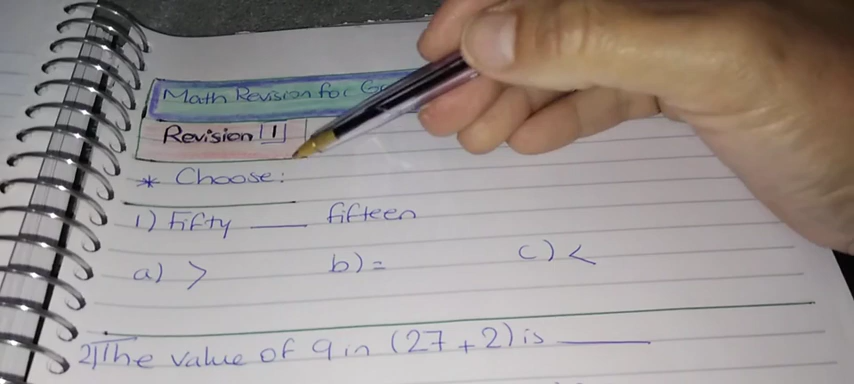 Math Revision for G
Revision 1
* Choose:
1) Fifty ____ fifteen
a) > b) = c) <
2) The value of 9 in (27+2) is ____